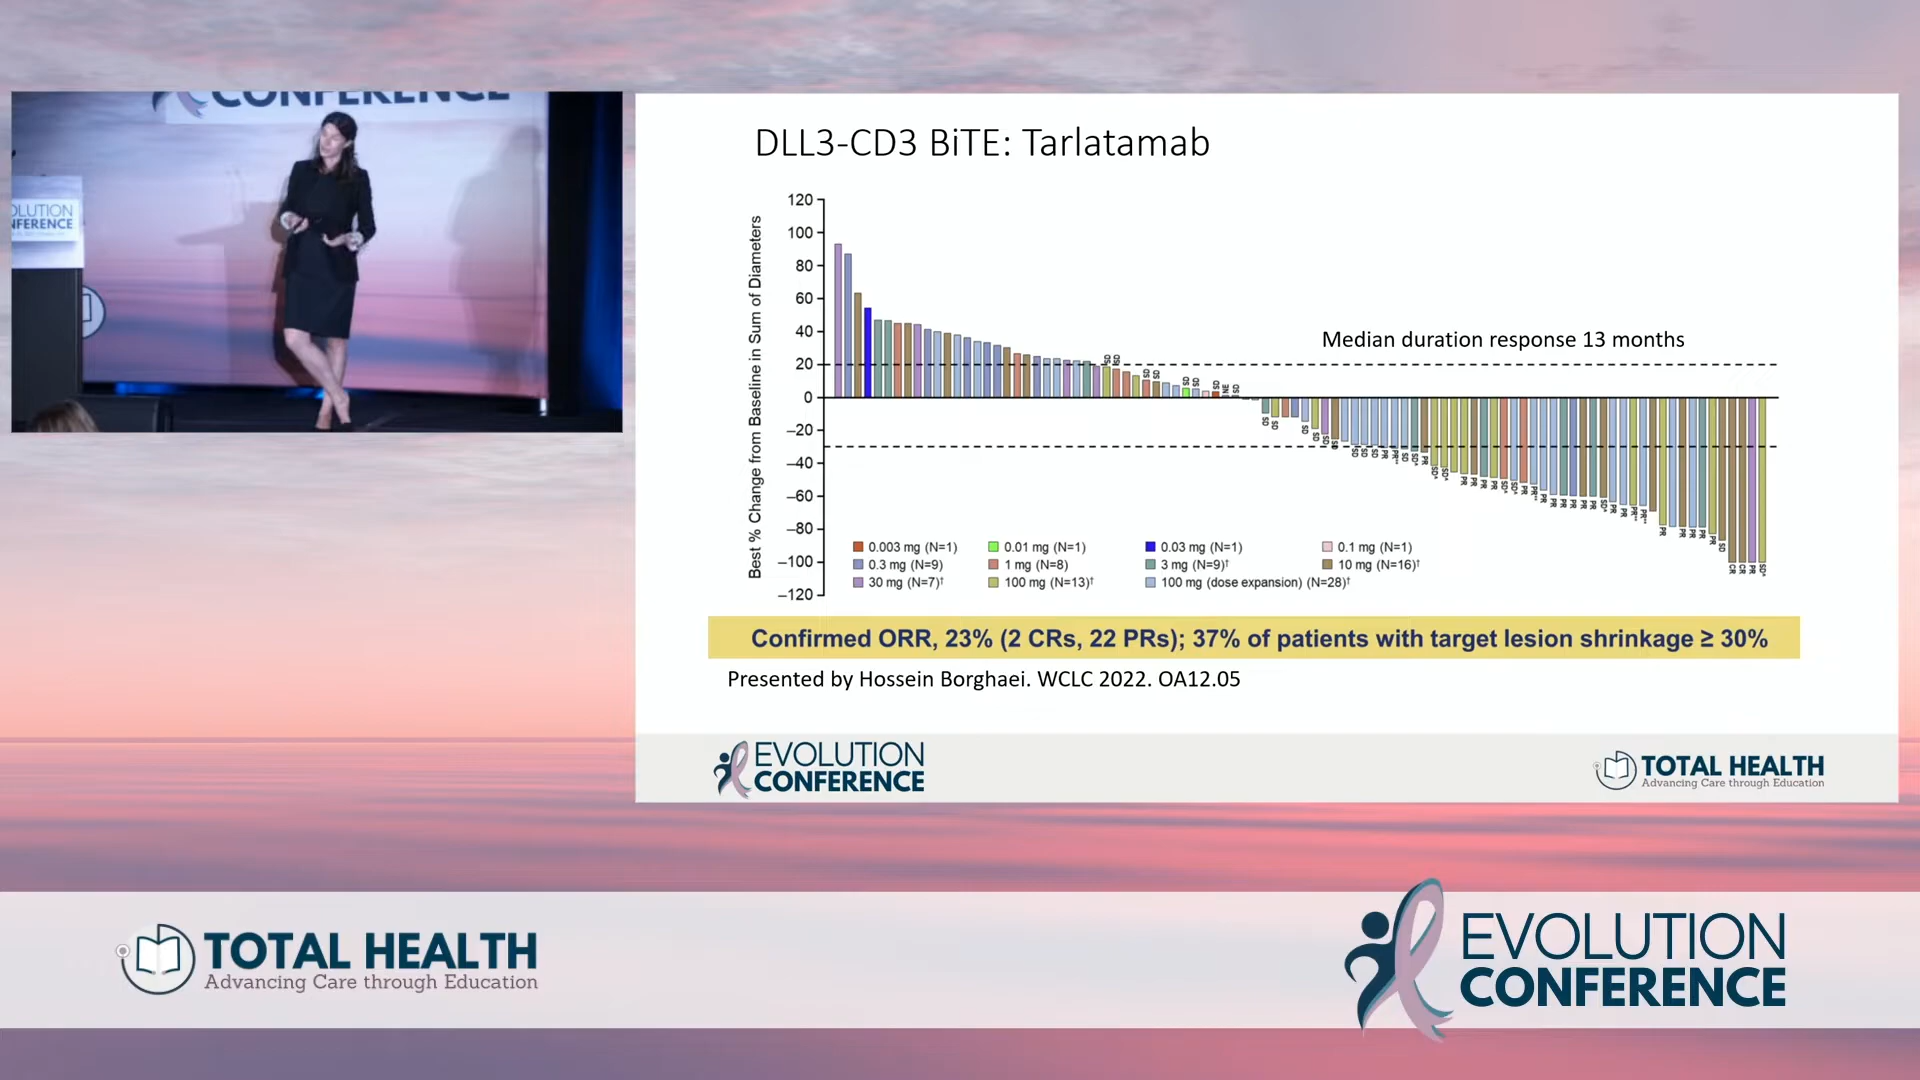 CONFERENCE
OLUTION
NFERENCE
DLL3-CD3 BiTE: Tarlatamab
Best % Change from Baseline in Sum of Diameters
120
100
80
60
40
20
0
–20
–40
–60
–80
–100
–120
Median duration response 13 months
0.003 mg (N=1) 0.01 mg (N=1) 0.03 mg (N=1) 0.1 mg (N=1)
0.3 mg (N=9) 1 mg (N=8) 3 mg (N=9)† 10 mg (N=16)†
30 mg (N=7)† 100 mg (N=13)† 100 mg (dose expansion) (N=28)†
Confirmed ORR, 23% (2 CRs, 22 PRs); 37% of patients with target lesion shrinkage ≥ 30%
Presented by Hossein Borghaei. WCLC 2022. OA12.05
EVOLUTION
CONFERENCE
TOTAL HEALTH
Advancing Care through Education
TOTAL HEALTH
Advancing Care through Education
EVOLUTION
CONFERENCE